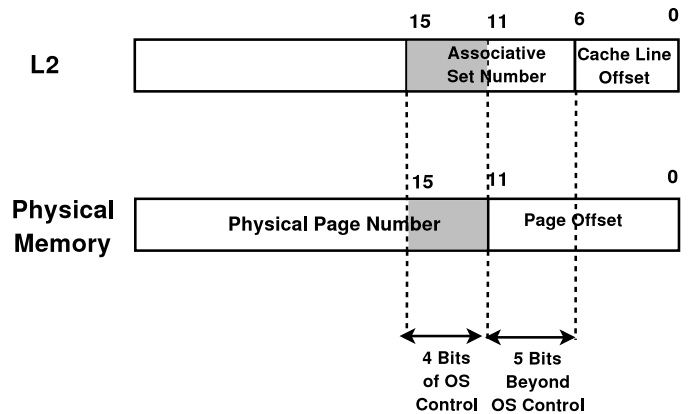 15 11 6 0
L2
Associative
Set Number
Cache Line
Offset
15 11 0
Physical
Memory
Physical Page Number
Page Offset
4 Bits
of OS
Control
5 Bits
Beyond
OS Control